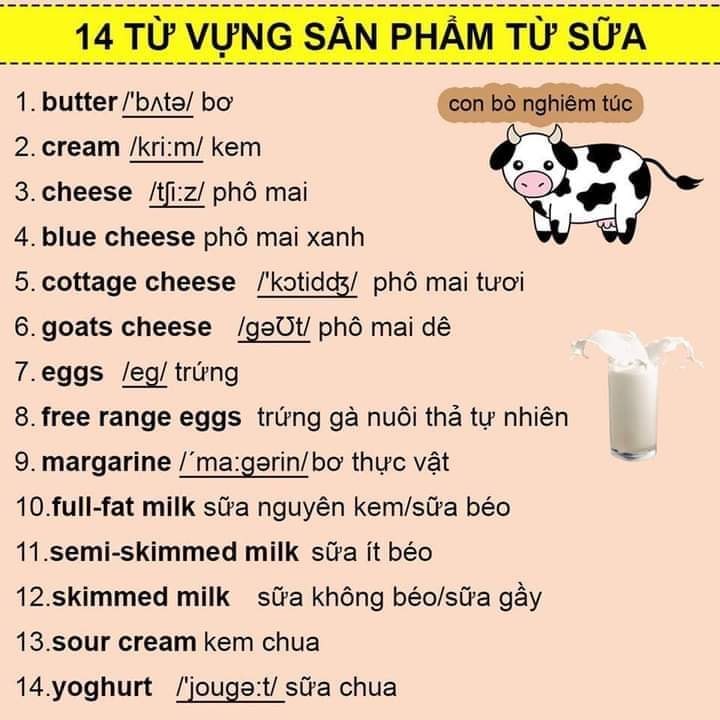 14 TỪ VỰNG SẢN PHẨM TỪ SỮA
1. butter /'bʌtə/ bơ
con bò nghiêm túc
2. cream /kri:m/ kem
3. cheese /tʃi:z/ phô mai
4. blue cheese phô mai xanh
5. cottage cheese /'kɔtidʤ/ phô mai tươi
6. goats cheese /gəƱt/ phô mai dê
7. eggs /eg/ trứng
8. free range eggs trứng gà nuôi thả tự nhiên
9. margarine /´ma:gərin/ bơ thực vật
10.full-fat milk sữa nguyên kem/sữa béo
11.semi-skimmed milk sữa ít béo
12.skimmed milk sữa không béo/sữa gầy
13.sour cream kem chua
14.yoghurt /'jougə:t/ sữa chua